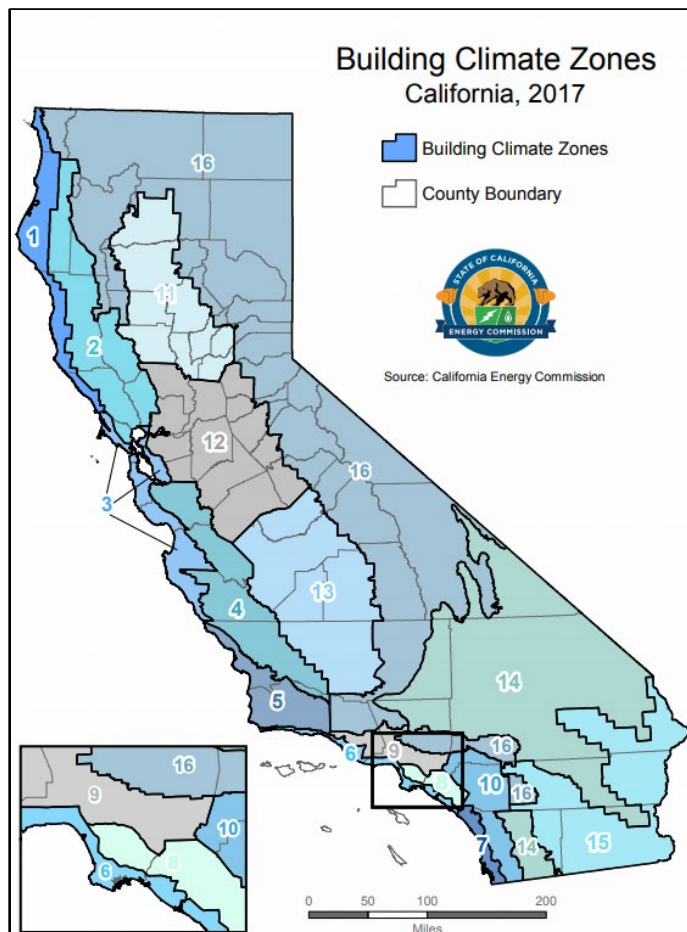 Building Climate Zones
California, 2017
Building Climate Zones
County Boundary
STATE OF CALIFORNIA
ENERGY COMMISSION
Source: California Energy Commission
16
1
11
2
12
16
3
13
4
14
5
16
6
9
8
10
16
7
14
15
16
9
10
8
6
0 50 100 200
Miles